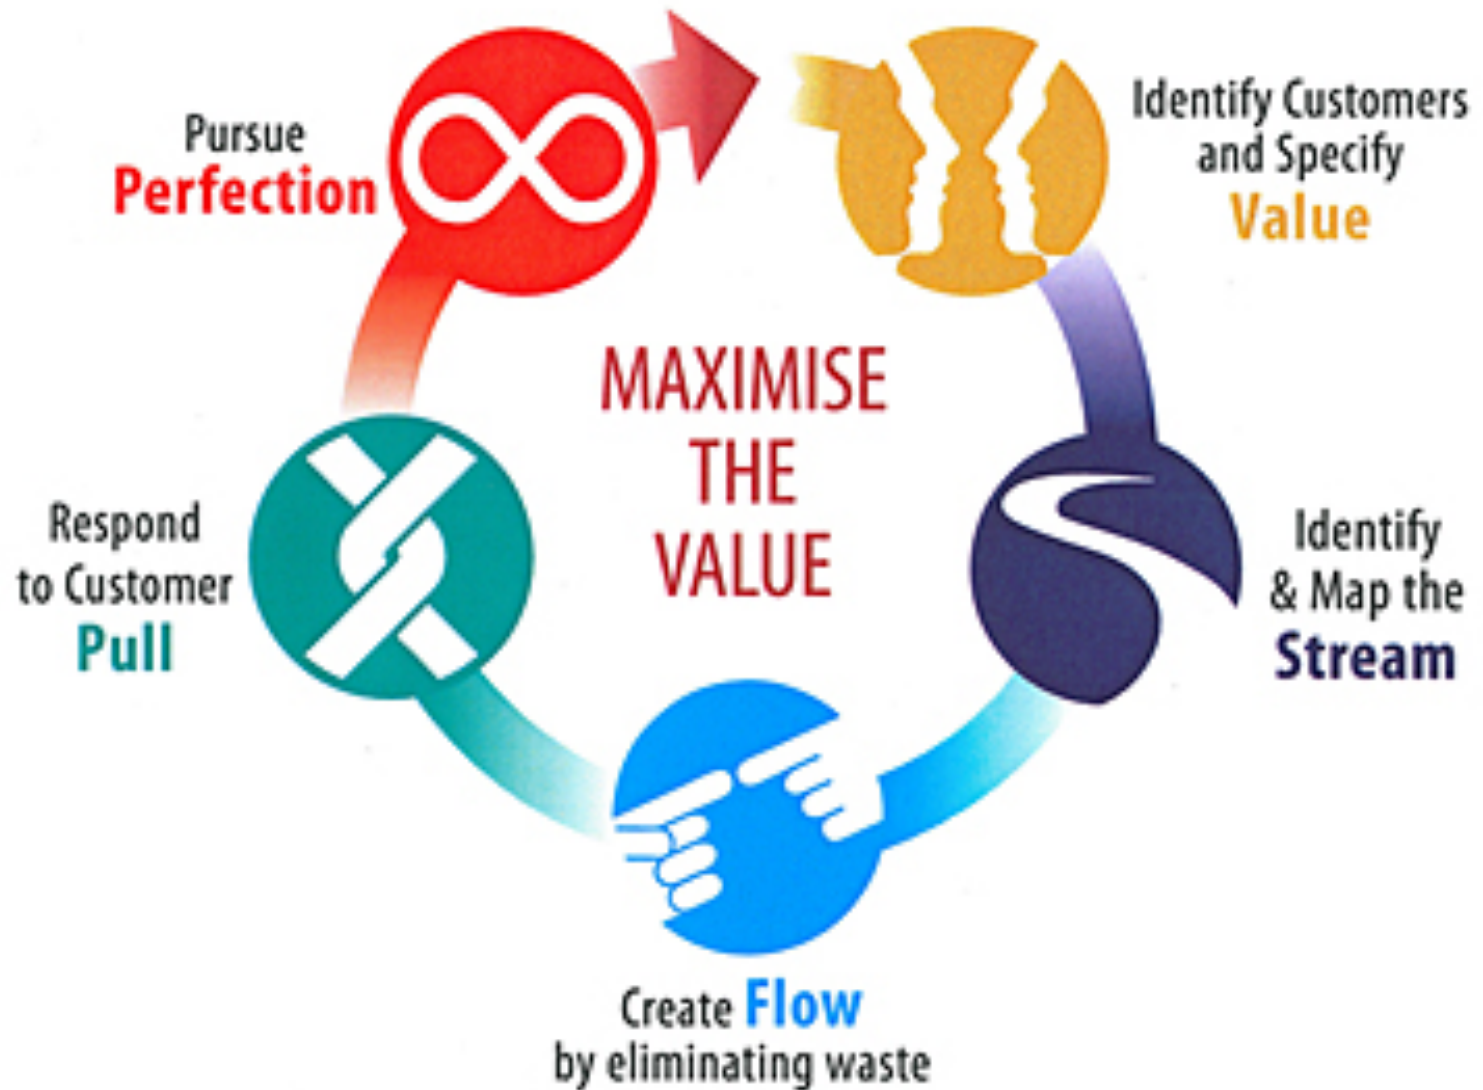 MAXIMISE
THE
VALUE
Identify Customers
and Specify
Value
Identify
& Map the
Stream
Create Flow
by eliminating waste
Respond
to Customer
Pull
Pursue
Perfection